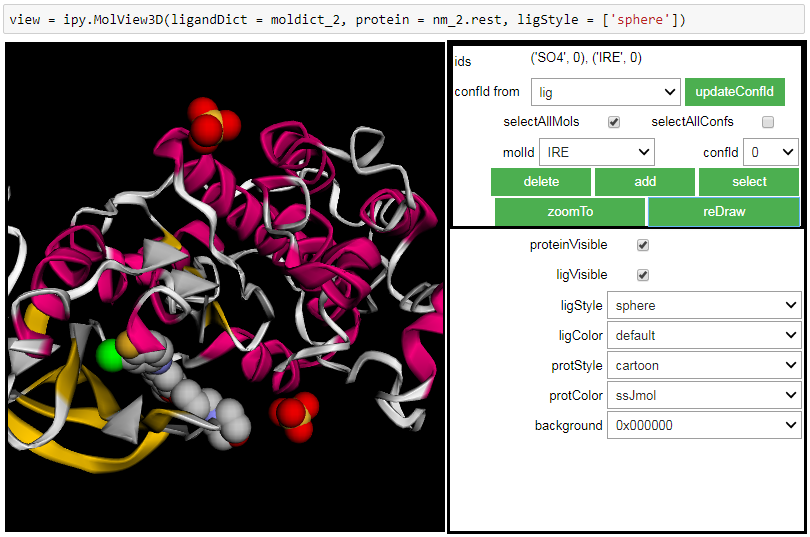 view = ipy.MolView3D(ligandDict = moldict_2, protein = nm_2.rest, ligStyle = ['sphere'])
ids ('SO4', 0), ('IRE', 0)
confId from lig updateConfId
selectAllMols selectAllConfs
molId IRE confId 0
delete add select
zoomTo reDraw
proteinVisible
ligVisible
ligStyle sphere
ligColor default
protStyle cartoon
protColor ssJmol
background 0x000000